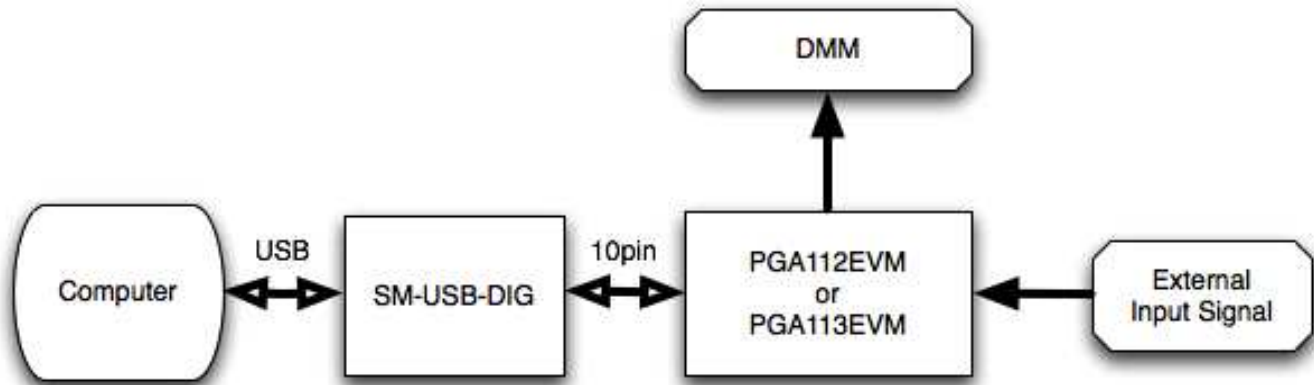 DMM
USB
10pin
Computer
SM-USB-DIG
PGA112EVM
or
PGA113EVM
External
Input Signal